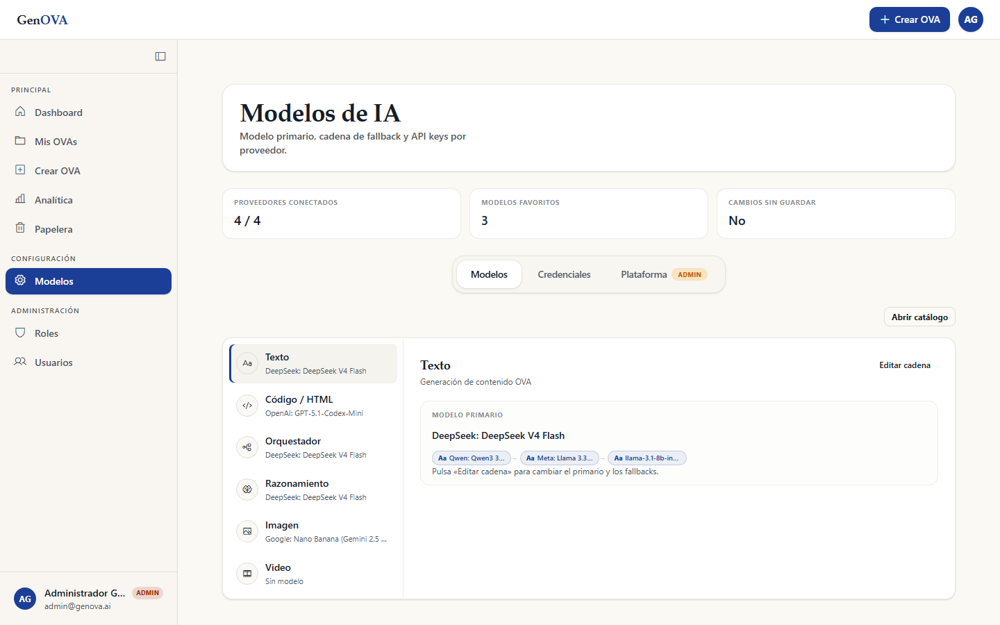 GenOVA
+ Crear OVA
AG
PRINCIPAL
Dashboard
Mis OVAs
Crear OVA
Analítica
Papelera
CONFIGURACIÓN
Modelos
ADMINISTRACIÓN
Roles
Usuarios
AG
Administrador G...
ADMIN
admin@genova.ai
Modelos de IA
Modelo primario, cadena de fallback y API keys por
proveedor.
PROVEEDORES CONECTADOS
4 / 4
MODELOS FAVORITOS
3
CAMBIOS SIN GUARDAR
No
Modelos
Credenciales
Plataforma ADMIN
Abrir catálogo
Aa
Texto
DeepSeek: DeepSeek V4 Flash
</>
Código / HTML
OpenAI: GPT-5.1-Codex-Mini
Orquestador
DeepSeek: DeepSeek V4 Flash
Razonamiento
DeepSeek: DeepSeek V4 Flash
Imagen
Google: Nano Banana (Gemini 2.5 ...
Video
Sin modelo
Texto
Editar cadena
Generación de contenido OVA
MODELO PRIMARIO
DeepSeek: DeepSeek V4 Flash
Aa Qwen: Qwen3 3... – Aa Meta: Llama 3.3... – Aa llama-3.1-8b-in...
Pulsa «Editar cadena» para cambiar el primario y los fallbacks.